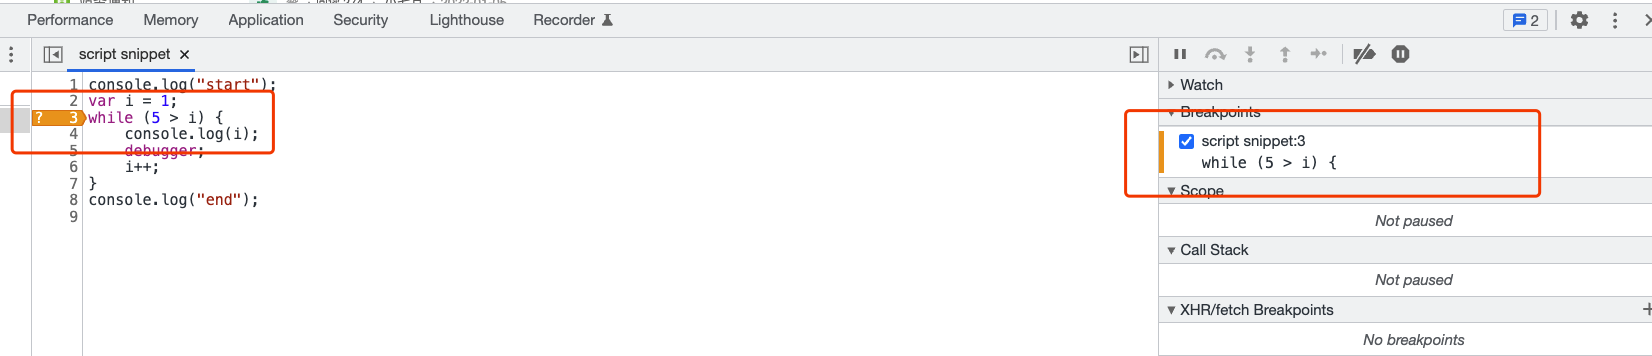 Performance Memory Application Security Lighthouse Recorder 2
script snippet ×
1 console.log("start");
2 var i = 1;
? 3 while (5 > i) {
4 console.log(i);
5 debugger;
6 i++;
7 }
8 console.log("end");
9
Watch
Breakpoints
script snippet:3
while (5 > i) {
Scope
Not paused
Call Stack
Not paused
XHR/fetch Breakpoints
No breakpoints